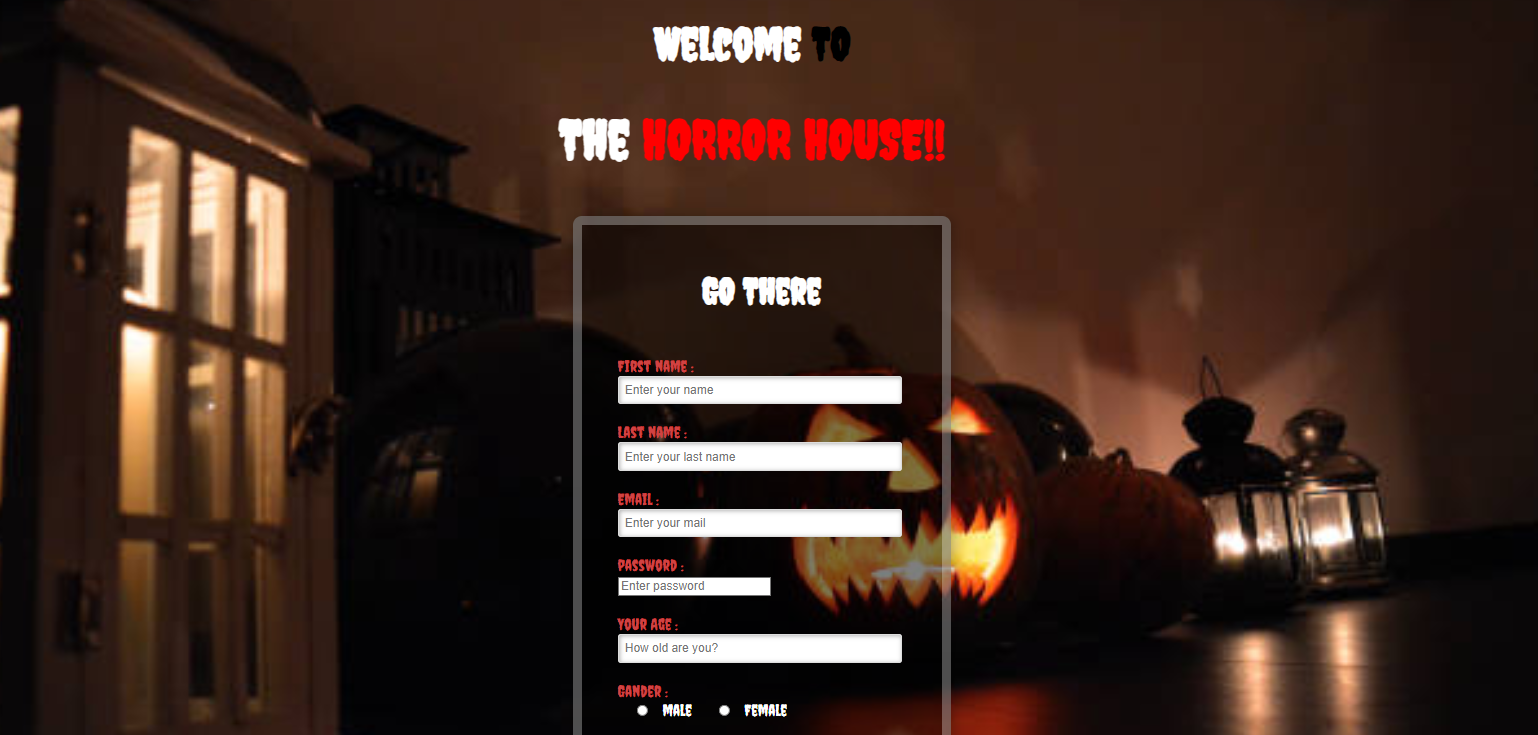 WELCOME TO
THE HORROR HOUSE!!
GO THERE
FIRST NAME :
Enter your name
LAST NAME :
Enter your last name
EMAIL :
Enter your mail
PASSWORD :
Enter password
YOUR AGE :
How old are you?
GANDER :
MALE FEMALE